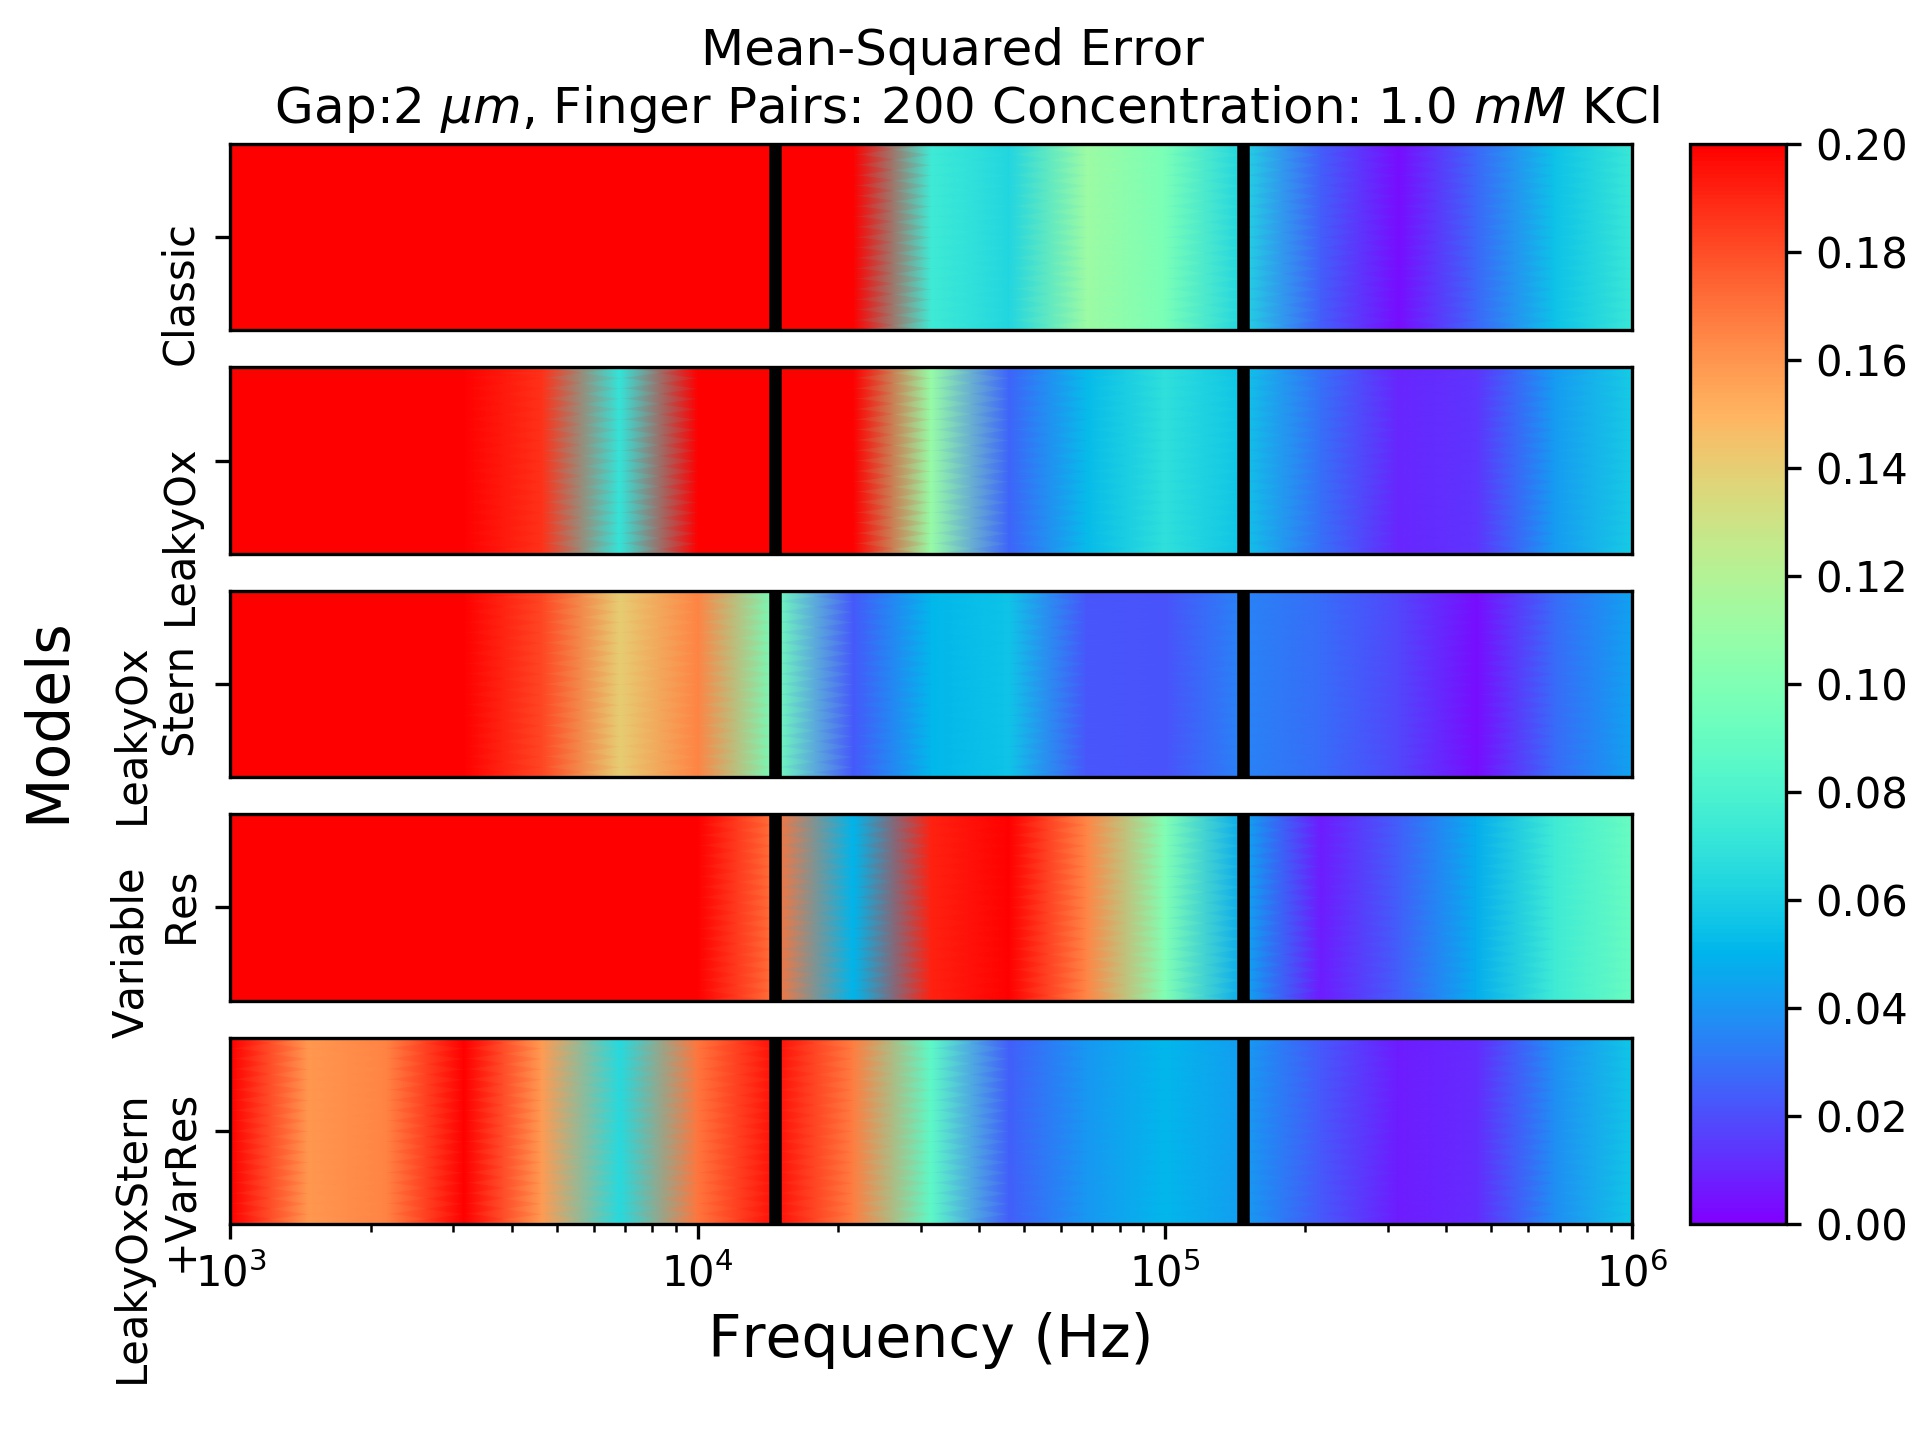 Mean-Squared Error
Gap:2 μm, Finger Pairs: 200 Concentration: 1.0 mM KCl
Models
Classic
LeakyOx
LeakyOx
Stern
Variable
Res
LeakyOxStern
+VarRes
10³
10⁴
10⁵
10⁶
Frequency (Hz)
0.20
0.18
0.16
0.14
0.12
0.10
0.08
0.06
0.04
0.02
0.00